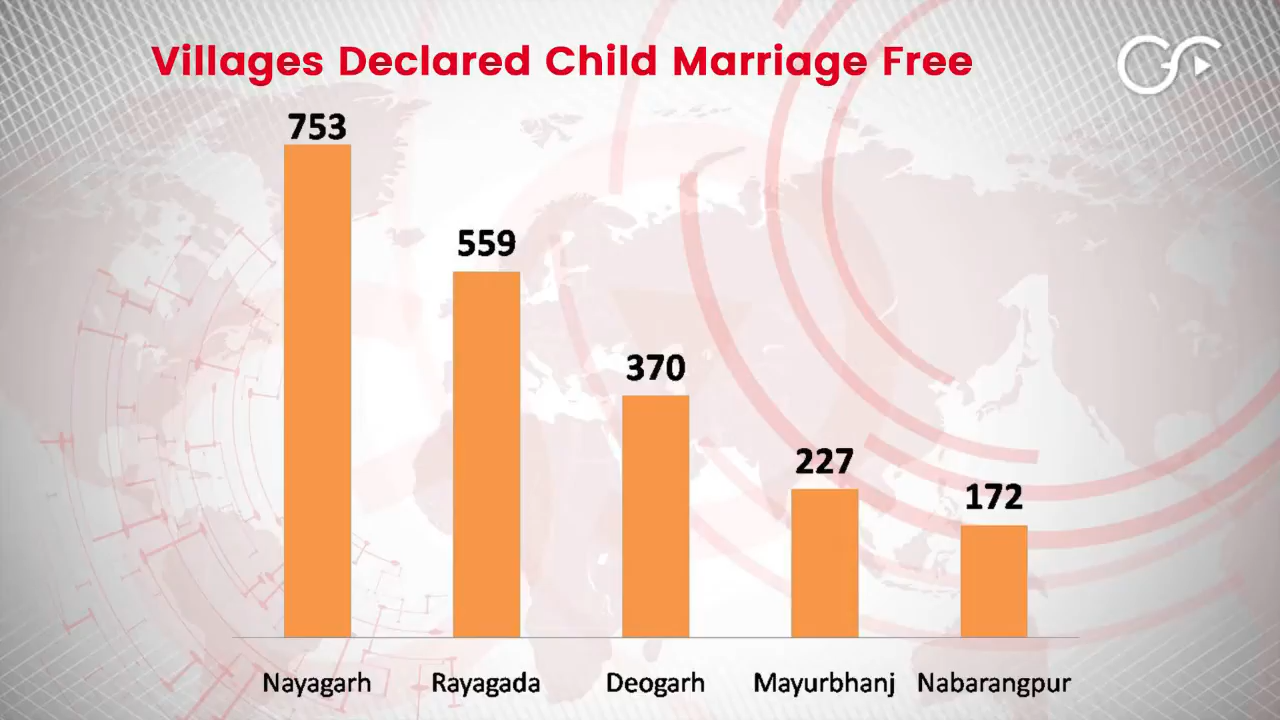 Villages Declared Child Marriage Free
753
559
370
227
172
Nayagarh
Rayagada
Deogarh
Mayurbhanj
Nabarangpur